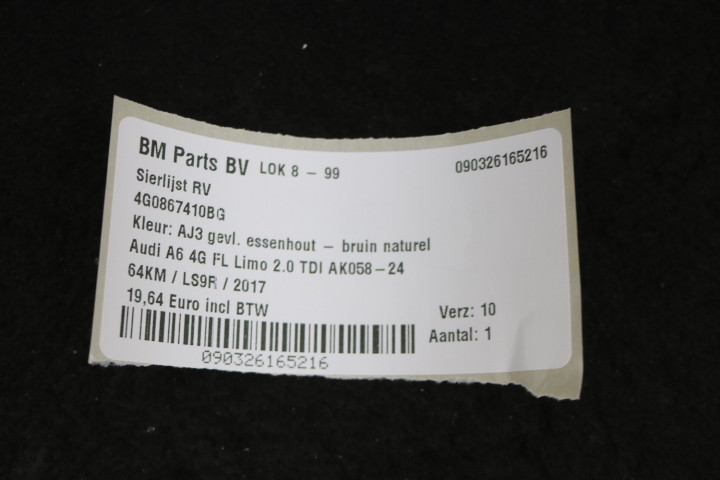 BM Parts BV LOK 8 – 99 090326165216
Sierlijst RV
4G0867410BG
Kleur: AJ3 gevl. essenhout – bruin naturel
Audi A6 4G FL Limo 2.0 TDI AK058–24
64KM / LS9R / 2017
19,64 Euro incl BTW
Verz: 10
Aantal: 1
090326165216